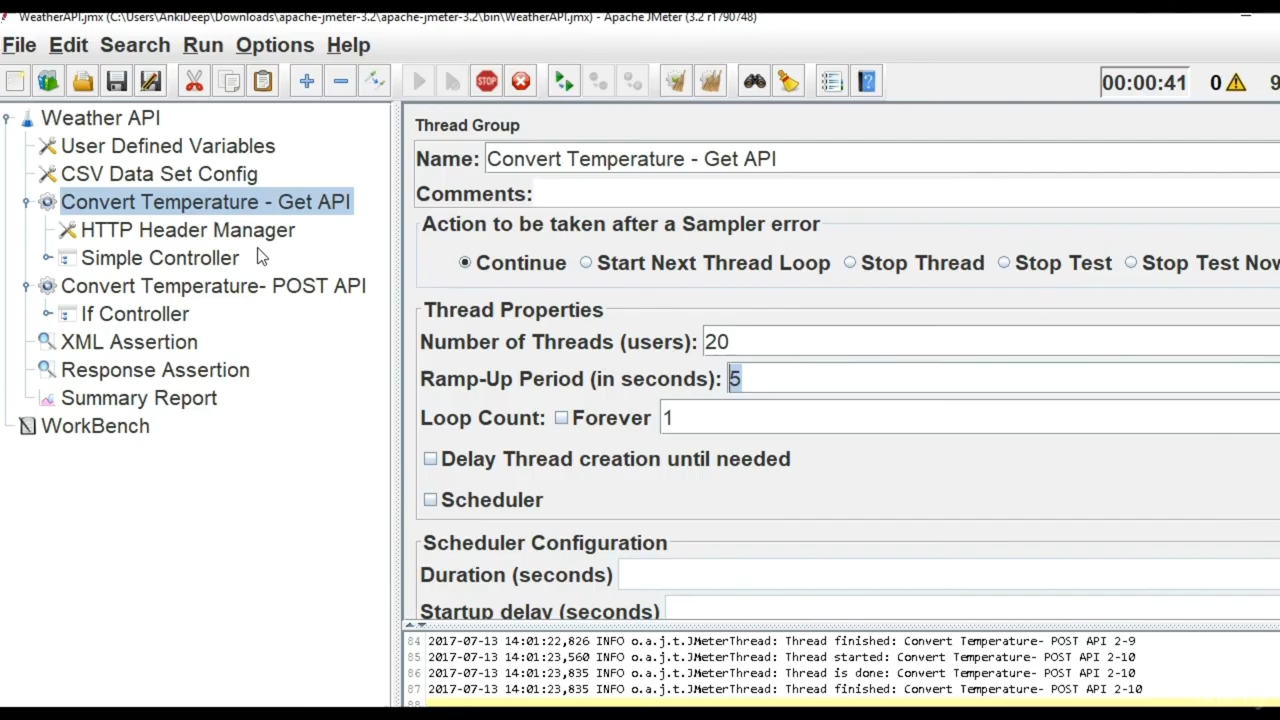 WeatherAPI.jmx (C:\Users\AnkiDeep\Downloads\apache-jmeter-3.2\apache-jmeter-3.2\bin\WeatherAPI.jmx) - Apache JMeter (3.2 r1790748)
File Edit Search Run Options Help
STOP
00:00:41 0 9
Weather API
User Defined Variables
CSV Data Set Config
Convert Temperature - Get API
HTTP Header Manager
Simple Controller
Convert Temperature- POST API
If Controller
XML Assertion
Response Assertion
Summary Report
WorkBench
Thread Group
Name: Convert Temperature - Get API
Comments:
Action to be taken after a Sampler error
Continue Start Next Thread Loop Stop Thread Stop Test Stop Test Now
Thread Properties
Number of Threads (users): 20
Ramp-Up Period (in seconds): 5
Loop Count: Forever 1
Delay Thread creation until needed
Scheduler
Scheduler Configuration
Duration (seconds)
Startup delay (seconds)
84 2017-07-13 14:01:22,826 INFO o.a.j.t.JMeterThread: Thread finished: Convert Temperature- POST API 2-9
85 2017-07-13 14:01:23,560 INFO o.a.j.t.JMeterThread: Thread started: Convert Temperature- POST API 2-10
86 2017-07-13 14:01:23,835 INFO o.a.j.t.JMeterThread: Thread is done: Convert Temperature- POST API 2-10
87 2017-07-13 14:01:23,835 INFO o.a.j.t.JMeterThread: Thread finished: Convert Temperature- POST API 2-10
88